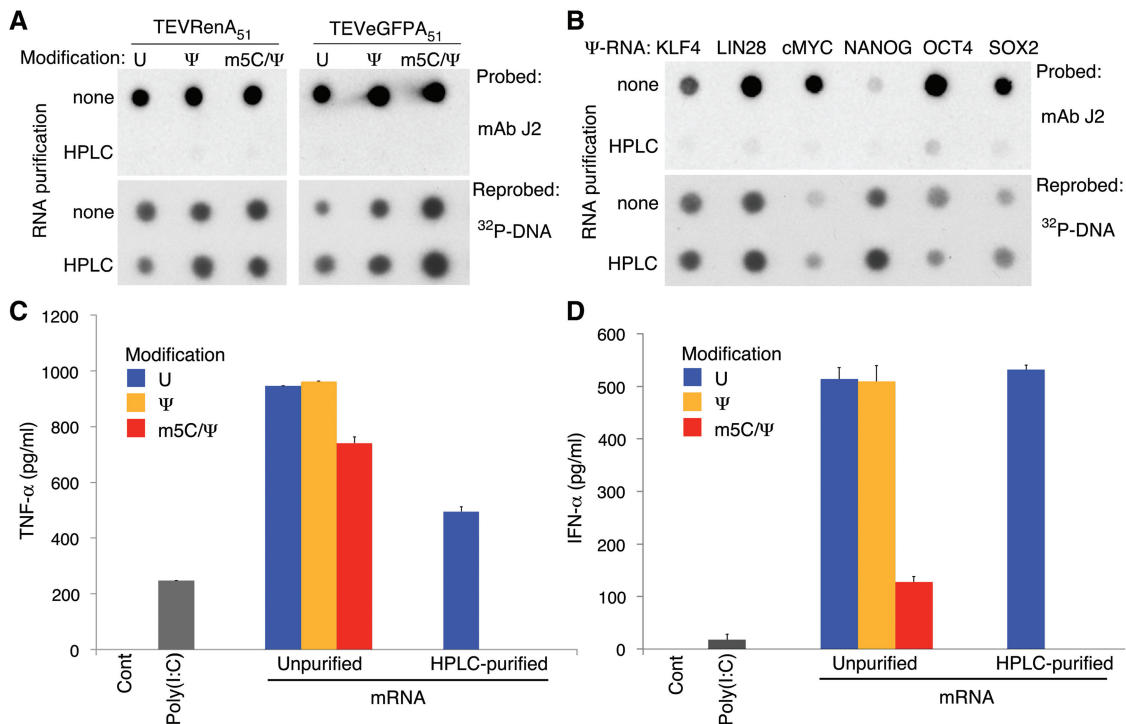 A
TEVRenA51 TEVeGFPA51
Modification: U Ψ m5C/Ψ U Ψ m5C/Ψ
RNA purification
none
HPLC
none
HPLC
Probed:
mAb J2
Reprobed:
32P-DNA
B
Ψ-RNA: KLF4 LIN28 cMYC NANOG OCT4 SOX2
RNA purification
none
HPLC
none
HPLC
Probed:
mAb J2
Reprobed:
32P-DNA
C
TNF-α (pg/ml)
1200
1000
800
600
400
200
0
Modification
U
Ψ
m5C/Ψ
Cont
Poly(I:C)
Unpurified HPLC-purified
mRNA
D
IFN-α (pg/ml)
600
500
400
300
200
100
0
Modification
U
Ψ
m5C/Ψ
Cont
Poly(I:C)
Unpurified HPLC-purified
mRNA